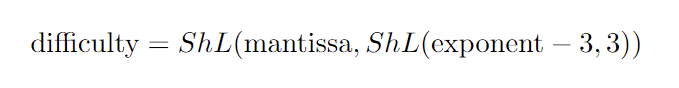 difficulty = ShL(mantissa, ShL(exponent − 3, 3))